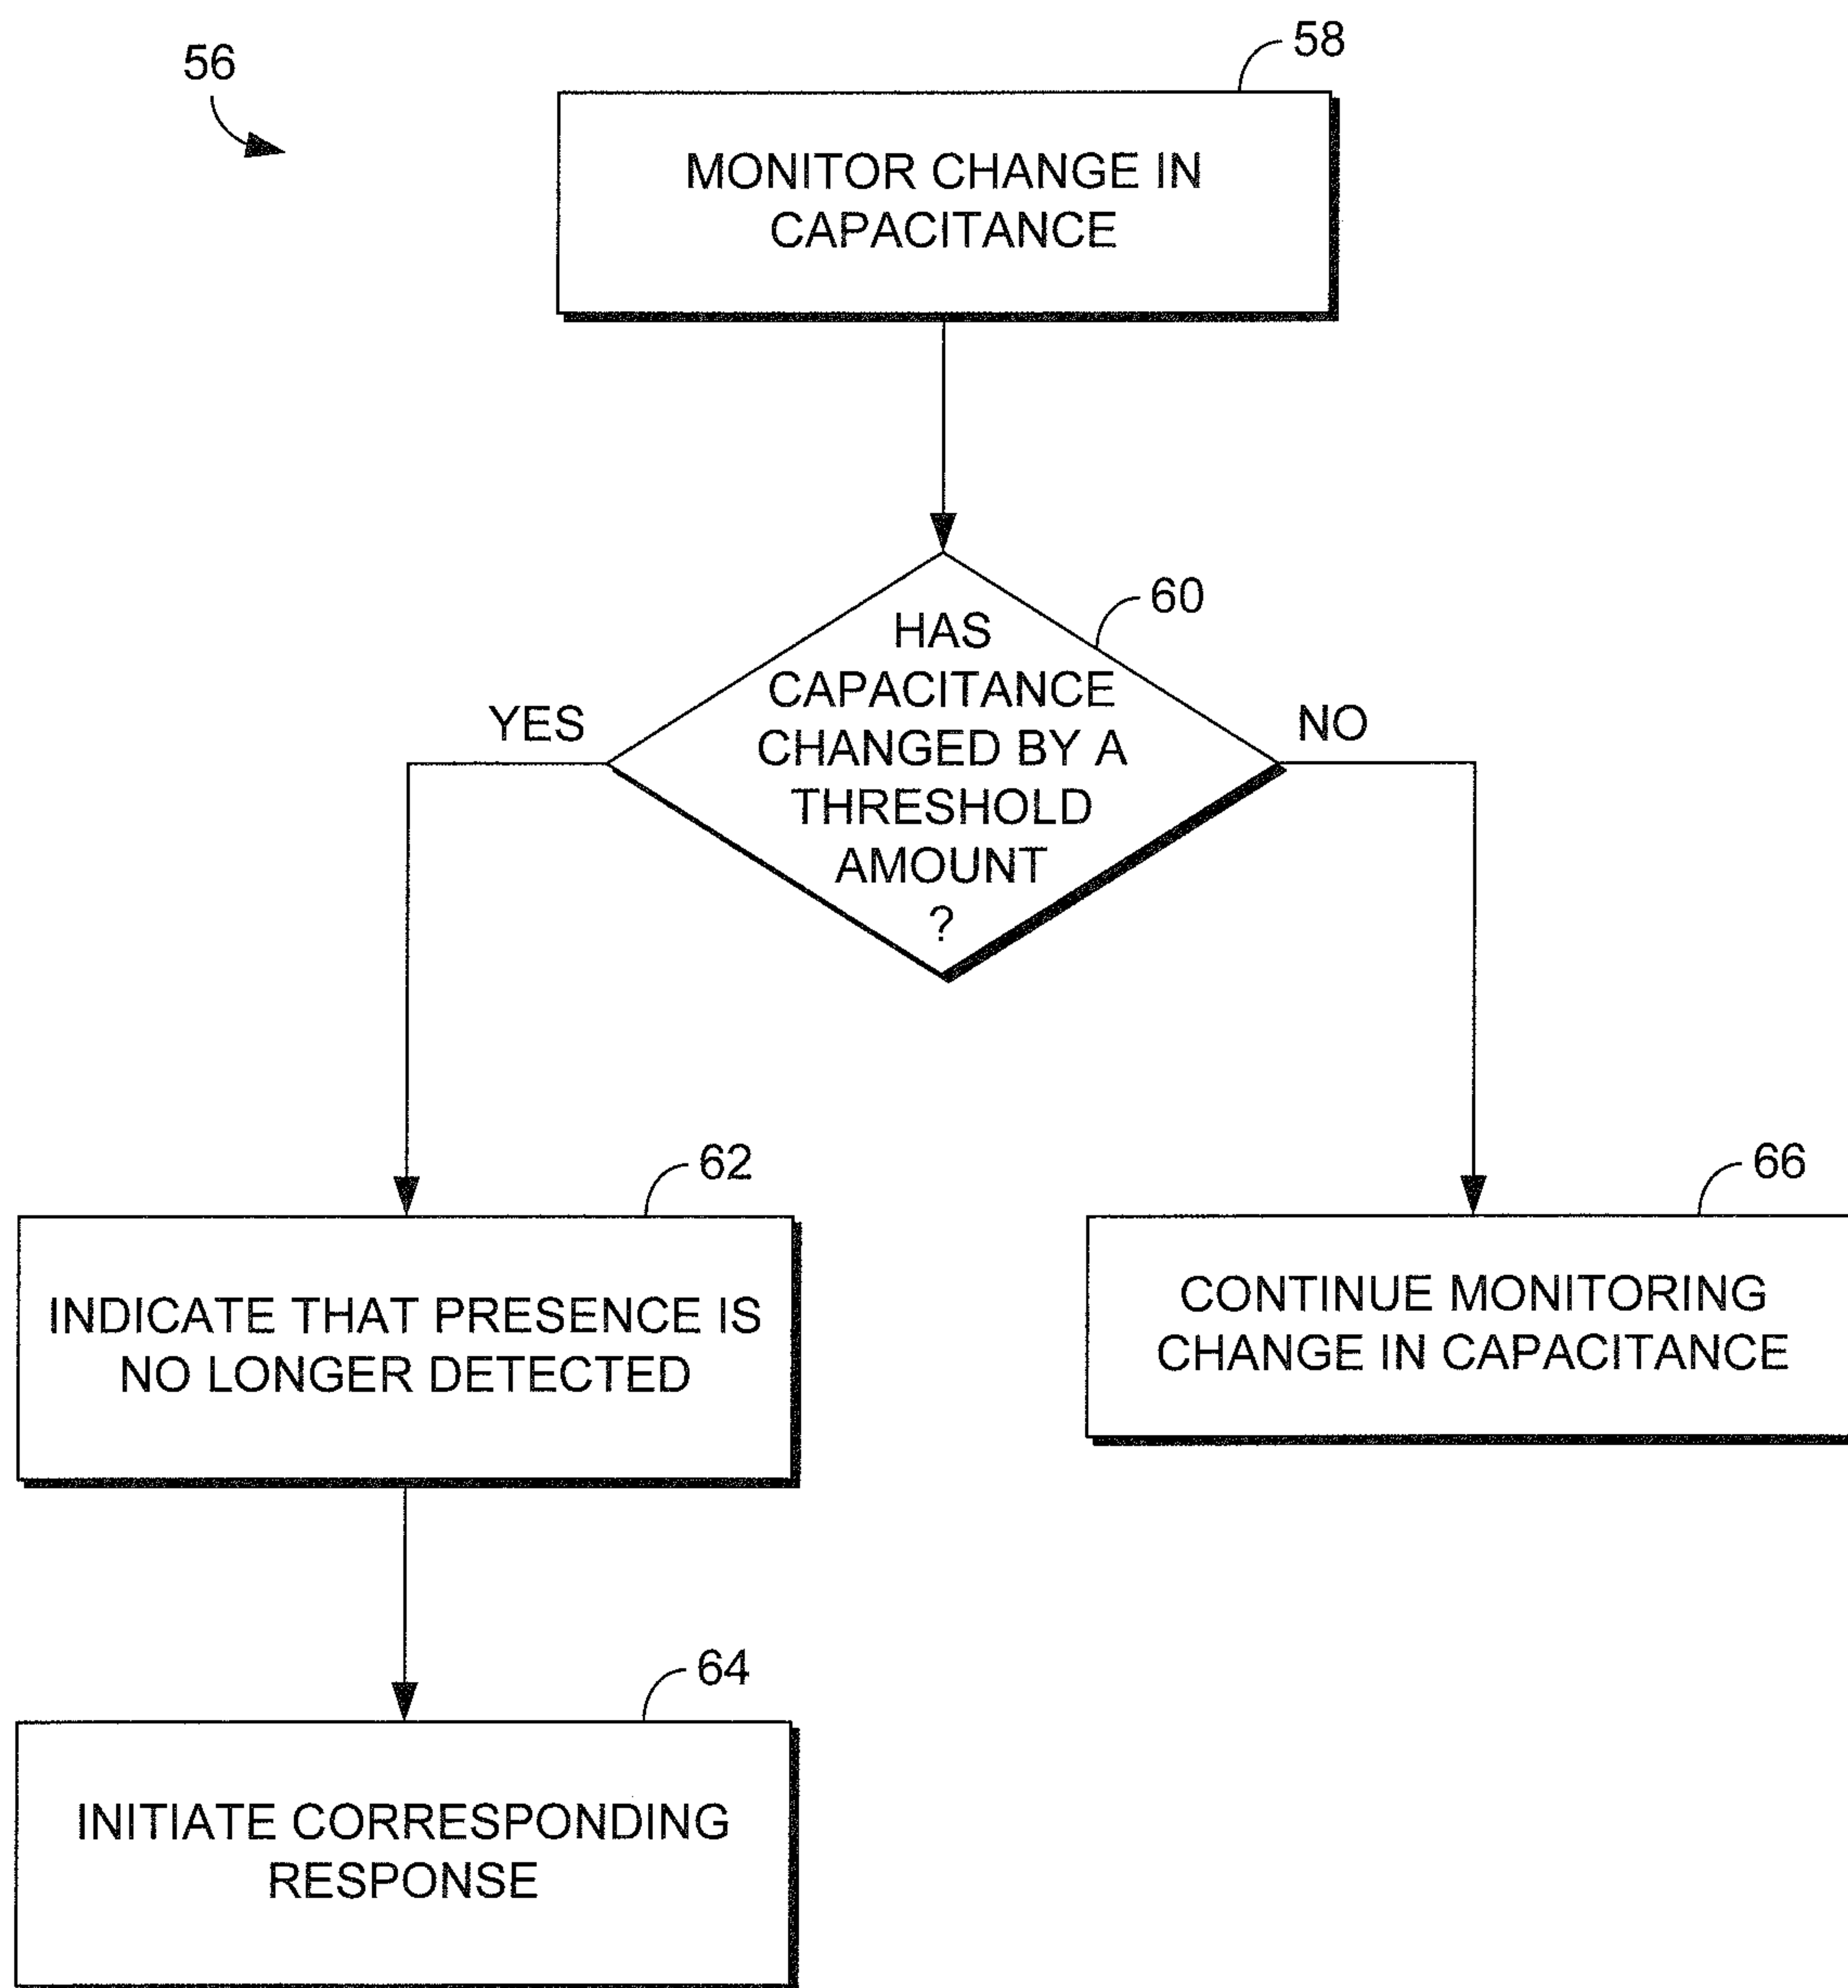 56
58
MONITOR CHANGE IN
CAPACITANCE
60
HAS
CAPACITANCE
CHANGED BY A
THRESHOLD
AMOUNT
?
YES
NO
62
INDICATE THAT PRESENCE IS
NO LONGER DETECTED
66
CONTINUE MONITORING
CHANGE IN CAPACITANCE
64
INITIATE CORRESPONDING
RESPONSE